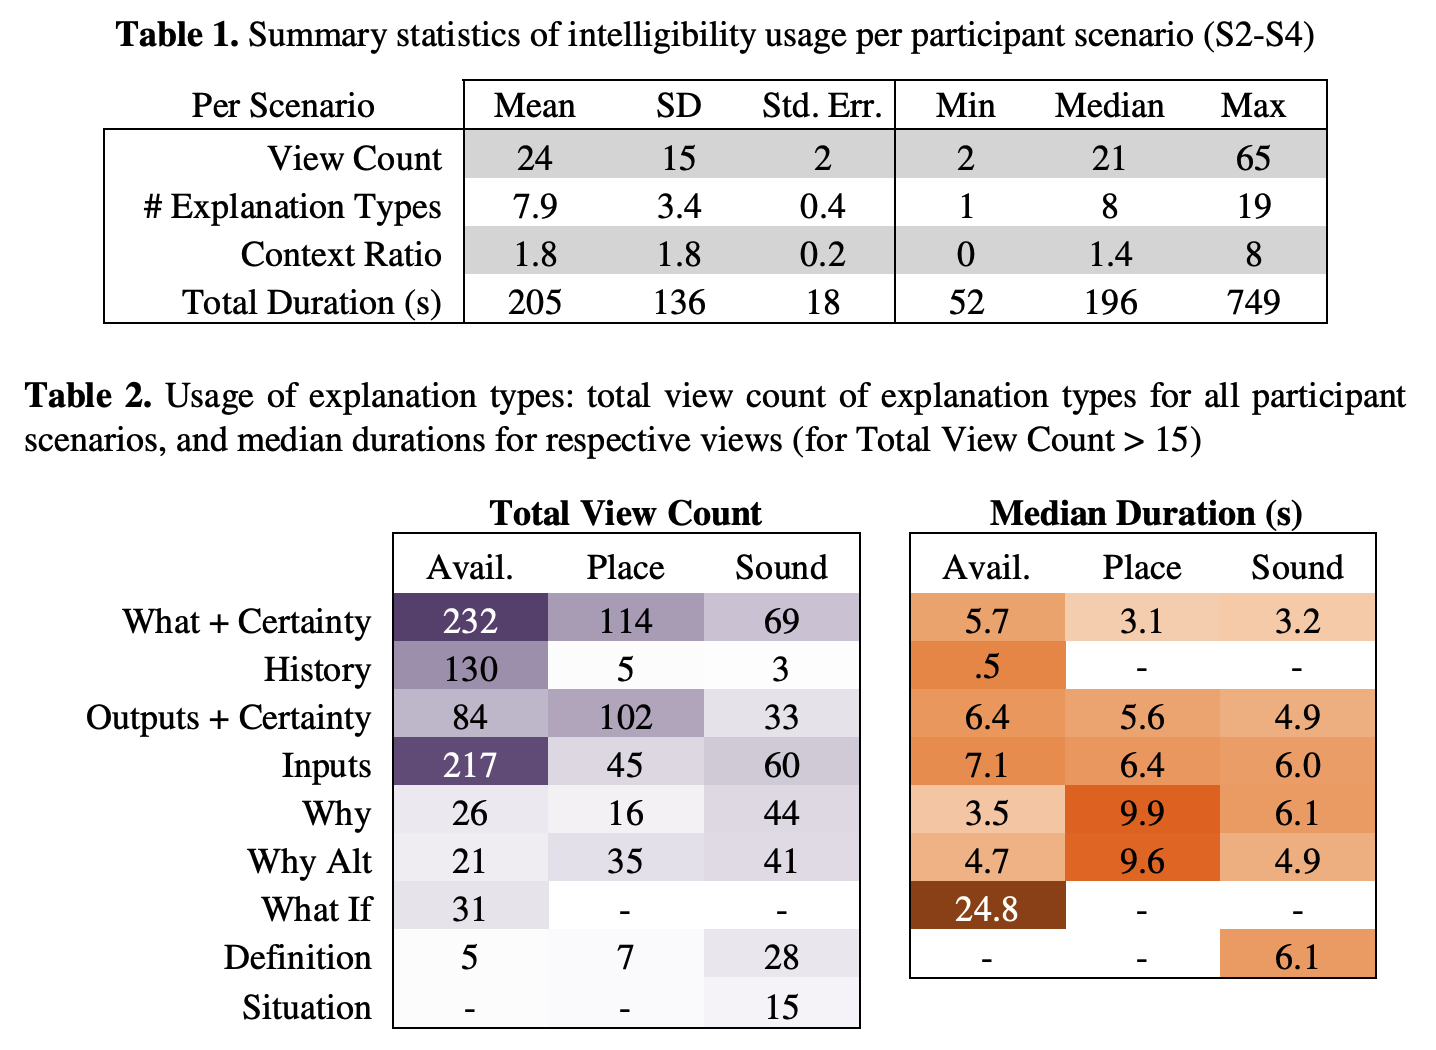 Table 1. Summary statistics of intelligibility usage per participant scenario (S2-S4)
Per Scenario Mean SD Std. Err. Min Median Max
View Count 24 15 2 2 21 65
# Explanation Types 7.9 3.4 0.4 1 8 19
Context Ratio 1.8 1.8 0.2 0 1.4 8
Total Duration (s) 205 136 18 52 196 749
Table 2. Usage of explanation types: total view count of explanation types for all participant
scenarios, and median durations for respective views (for Total View Count > 15)
Total View Count Median Duration (s)
Avail. Place Sound Avail. Place Sound
What + Certainty 232 114 69 5.7 3.1 3.2
History 130 5 3 .5 - -
Outputs + Certainty 84 102 33 6.4 5.6 4.9
Inputs 217 45 60 7.1 6.4 6.0
Why 26 16 44 3.5 9.9 6.1
Why Alt 21 35 41 4.7 9.6 4.9
What If 31 - - 24.8 - -
Definition 5 7 28 - - 6.1
Situation - - 15